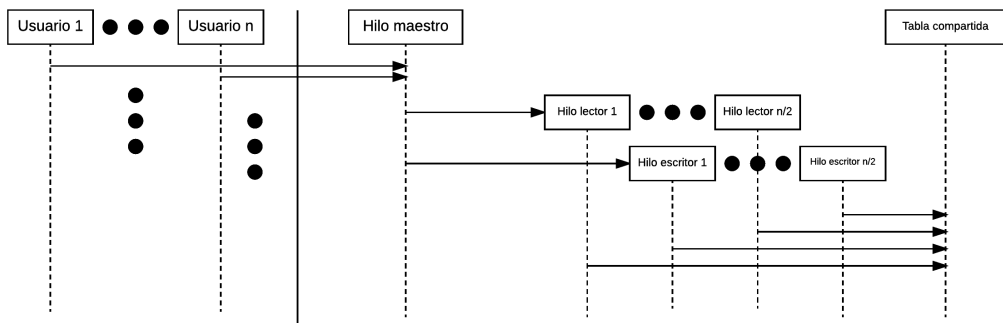 Usuario 1
Usuario n
Hilo maestro
Tabla compartida
Hilo lector 1
Hilo lector n/2
Hilo escritor 1
Hilo escritor n/2